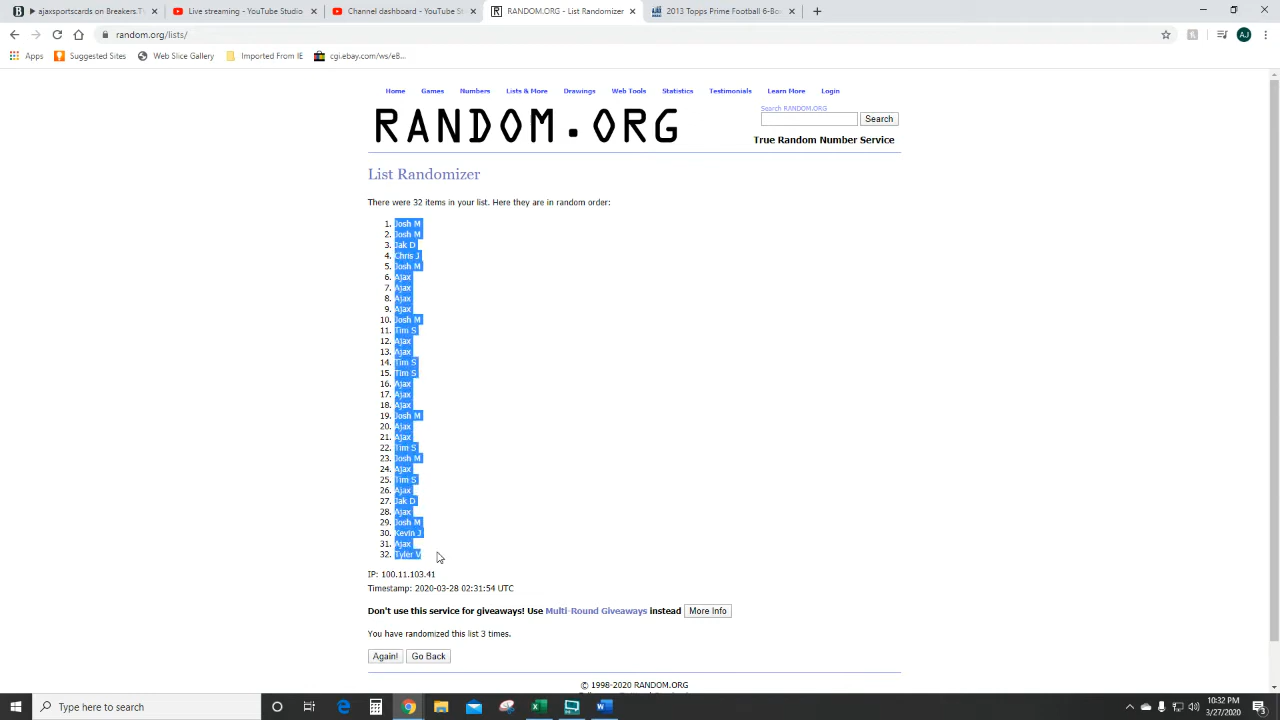 ajaxsportscards on Breakers.T
Live streaming - YouTube Studio
Channel dashboard - YouTube St
RANDOM.ORG - List Randomizer
2013 Topps Prime Football 6-Box
random.org/lists/
AJ
Apps
Suggested Sites
Web Slice Gallery
Imported From IE
cgi.ebay.com/ws/e8...
Home Games Numbers Lists & More Drawings Web Tools Statistics Testimonials Learn More Login
RANDOM.ORG
Search RANDOM.ORG
Search
True Random Number Service
List Randomizer
There were 32 items in your list. Here they are in random order:
1. Josh M
2. Josh M
3. Jak D
4. Chris J
5. Josh M
6. Ajax
7. Ajax
8. Ajax
9. Ajax
10. Josh M
11. Tim S
12. Ajax
13. Ajax
14. Tim S
15. Tim S
16. Ajax
17. Ajax
18. Ajax
19. Josh M
20. Ajax
21. Ajax
22. Tim S
23. Josh M
24. Ajax
25. Tim S
26. Ajax
27. Jak D
28. Ajax
29. Josh M
30. Kevin J
31. Ajax
32. Tyler V
IP: 100.11.103.41
Timestamp: 2020-03-28 02:31:54 UTC
Don't use this service for giveaways! Use Multi-Round Giveaways instead More Info
You have randomized this list 3 times.
Again! Go Back
© 1998-2020 RANDOM.ORG
Type here to search
10:32 PM
3/27/2020